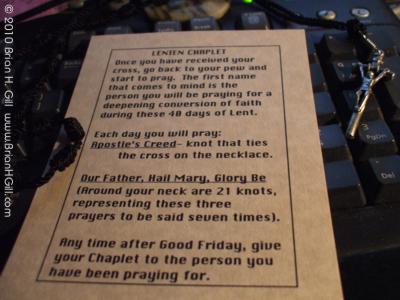 LENTEN CHAPLET
Once you have received your
cross, go back to your pew and
start to pray. The first name
that comes to mind is the
person you will be praying for a
deepening conversion of faith
during these 40 days of Lent.
Each day you will pray:
Apostle's Creed- knot that ties
the cross on the necklace.
Our Father, Hail Mary, Glory Be
(Around your neck are 21 knots,
representing these three
prayers to be said seven times).
Any time after Good Friday, give
your Chaplet to the person you
have been praying for.
© 2010 Brian H. Gill www.BrianHGill.com